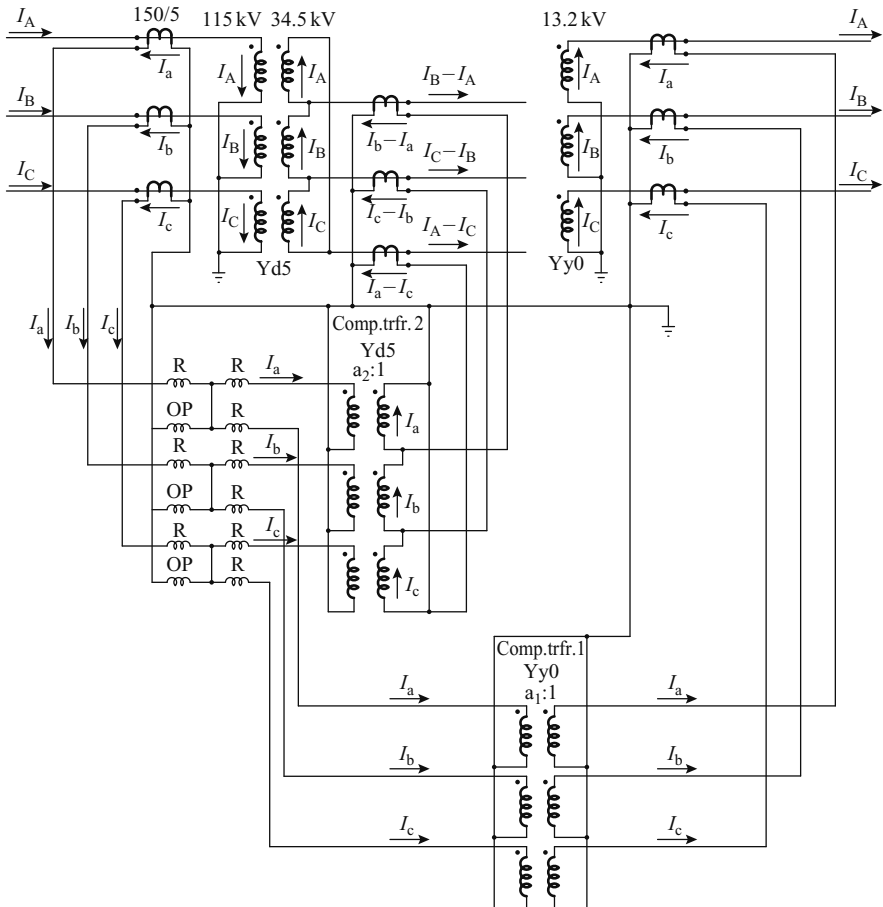 150/5 115 kV 34.5 kV 13.2 kV
I_A I_A
I_a I_A I_A I_B−I_A I_A I_a
I_B I_B
I_b I_B I_B I_b−I_a I_C−I_B I_B I_b
I_C I_C
I_c I_C I_C I_c−I_b I_A−I_C I_C I_c
Yd5 I_a−I_c Yy0
I_a I_b I_c
Comp.trfr. 2
Yd5
a₂:1
R R I_a
OP R I_a
R R I_b
OP R I_b
R R I_c
OP R I_c
Comp.trfr.1
Yy0
a₁:1
I_a I_a
I_b I_b
I_c I_c